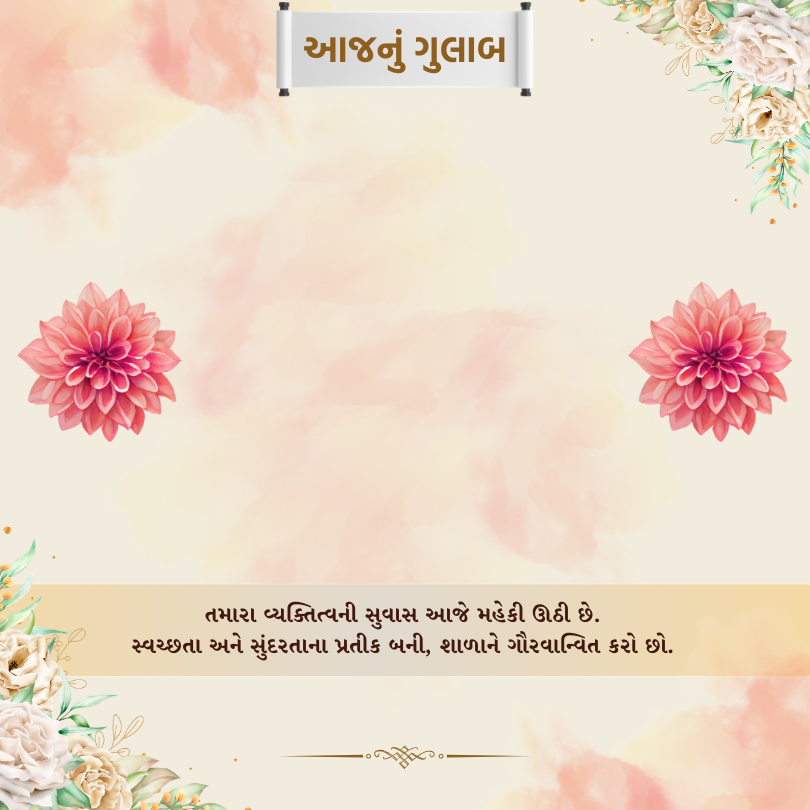 આજનું ગુલાબ
તમારા વ્યક્તિત્વની સુવાસ આજે મહેકી ઊઠી છે.
સ્વચ્છતા અને સુંદરતાના પ્રતીક બની, શાળાને ગૌરવાન્વિત કરો છો.